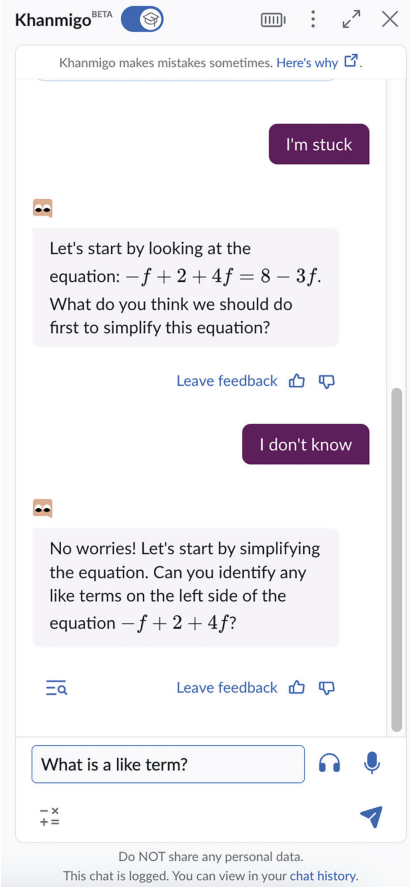 Khanmigo BETA
Khanmigo makes mistakes sometimes. Here's why.
I'm stuck
Let's start by looking at the
equation: −f + 2 + 4f = 8 − 3f.
What do you think we should do
first to simplify this equation?
Leave feedback
I don't know
No worries! Let's start by simplifying
the equation. Can you identify any
like terms on the left side of the
equation −f + 2 + 4f?
Leave feedback
What is a like term?
Do NOT share any personal data.
This chat is logged. You can view in your chat history.